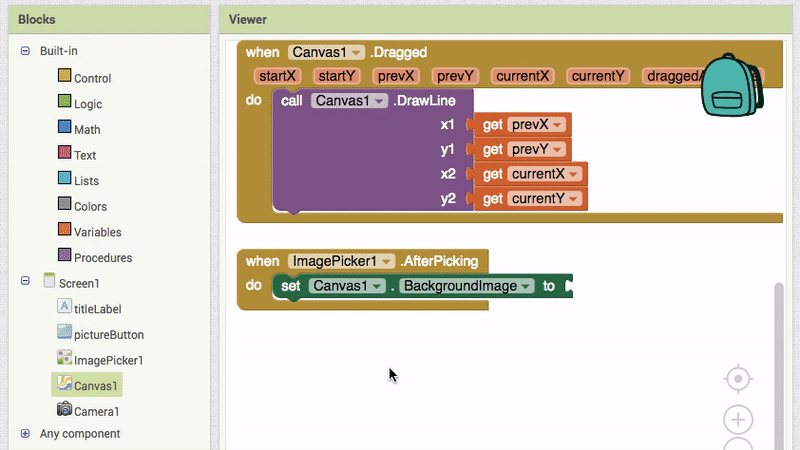 Blocks
Built-in
Control
Logic
Math
Text
Lists
Colors
Variables
Procedures
Screen1
titleLabel
pictureButton
A
ImagePicker1
Canvas1
Camera1
Any component
Viewer
when Canvas1 .Dragged
startX startY prevX prevY currentX currentY
do call Canvas1 .DrawLine
x1 get prevX
y1 get prevY
x2 get currentX
y2 get currentY
when ImagePicker1 .AfterPicking
do set Canvas1 . BackgroundImage to